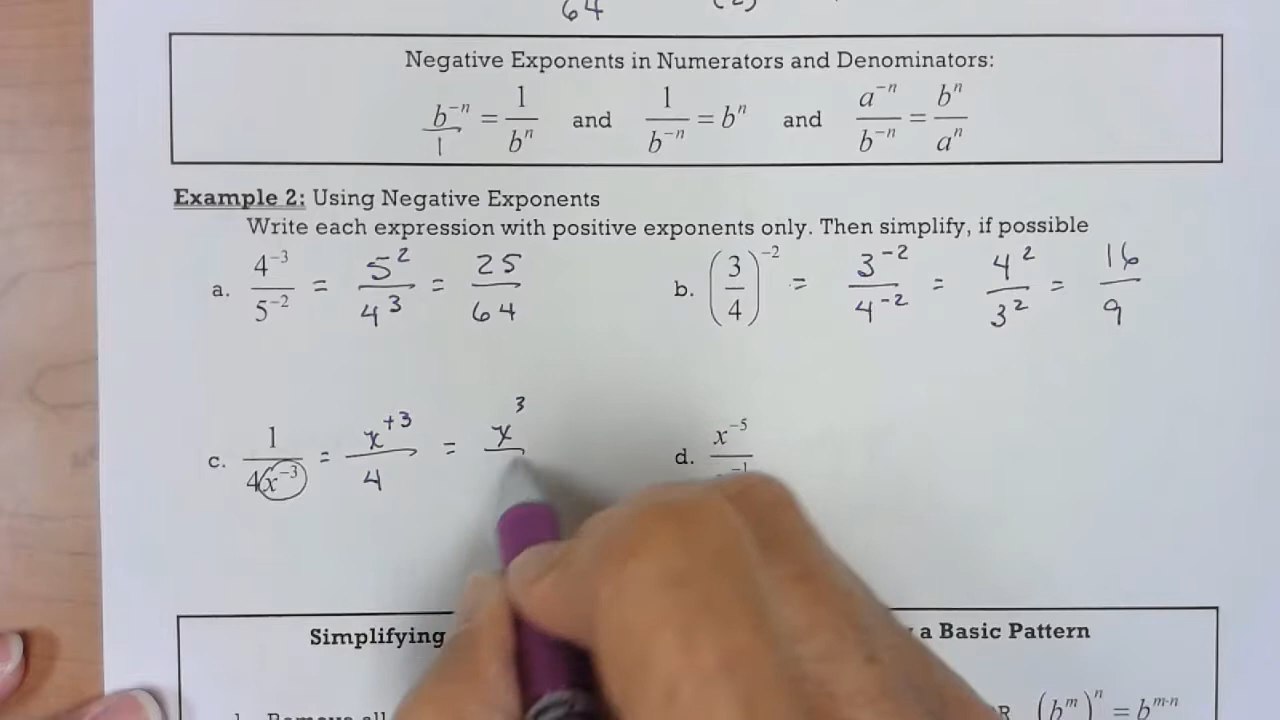 64 (2)
Negative Exponents in Numerators and Denominators:
b⁻ⁿ/1 = 1/bⁿ and 1/b⁻ⁿ = bⁿ and a⁻ⁿ/b⁻ⁿ = bⁿ/aⁿ
Example 2: Using Negative Exponents
Write each expression with positive exponents only. Then simplify, if possible
a. 4⁻³/5⁻² = 5²/4³ = 25/64
b. (3/4)⁻² = 3⁻²/4⁻² = 4²/3² = 16/9
c. 1/4x⁻³ = x⁺³/4 = x³
d. x⁻⁵
Simplifying
a Basic Pattern
(bᵐ)ⁿ = bᵐ·ⁿ